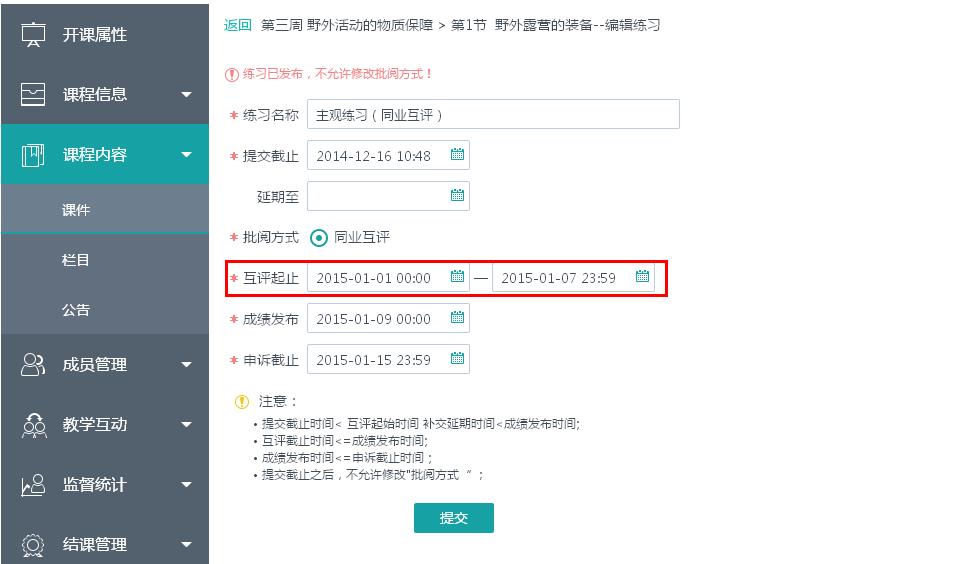 开课属性
课程信息
课程内容
课件
栏目
公告
成员管理
教学互动
监督统计
结课管理
返回 第三周 野外活动的物质保障 > 第1节 野外露营的装备--编辑练习
练习已发布，不允许修改批阅方式！
* 练习名称 主观练习（同业互评）
* 提交截止 2014-12-16 10:48
延期至
* 批阅方式 同业互评
* 互评起止 2015-01-01 00:00 — 2015-01-07 23:59
* 成绩发布 2015-01-09 00:00
* 申诉截止 2015-01-15 23:59
注意：
• 提交截止时间< 互评起始时间 补交延期时间<成绩发布时间;
• 互评截止时间<=成绩发布时间;
• 成绩发布时间<=申诉截止时间；
• 提交截止之后，不允许修改"批阅方式 ”；
提交